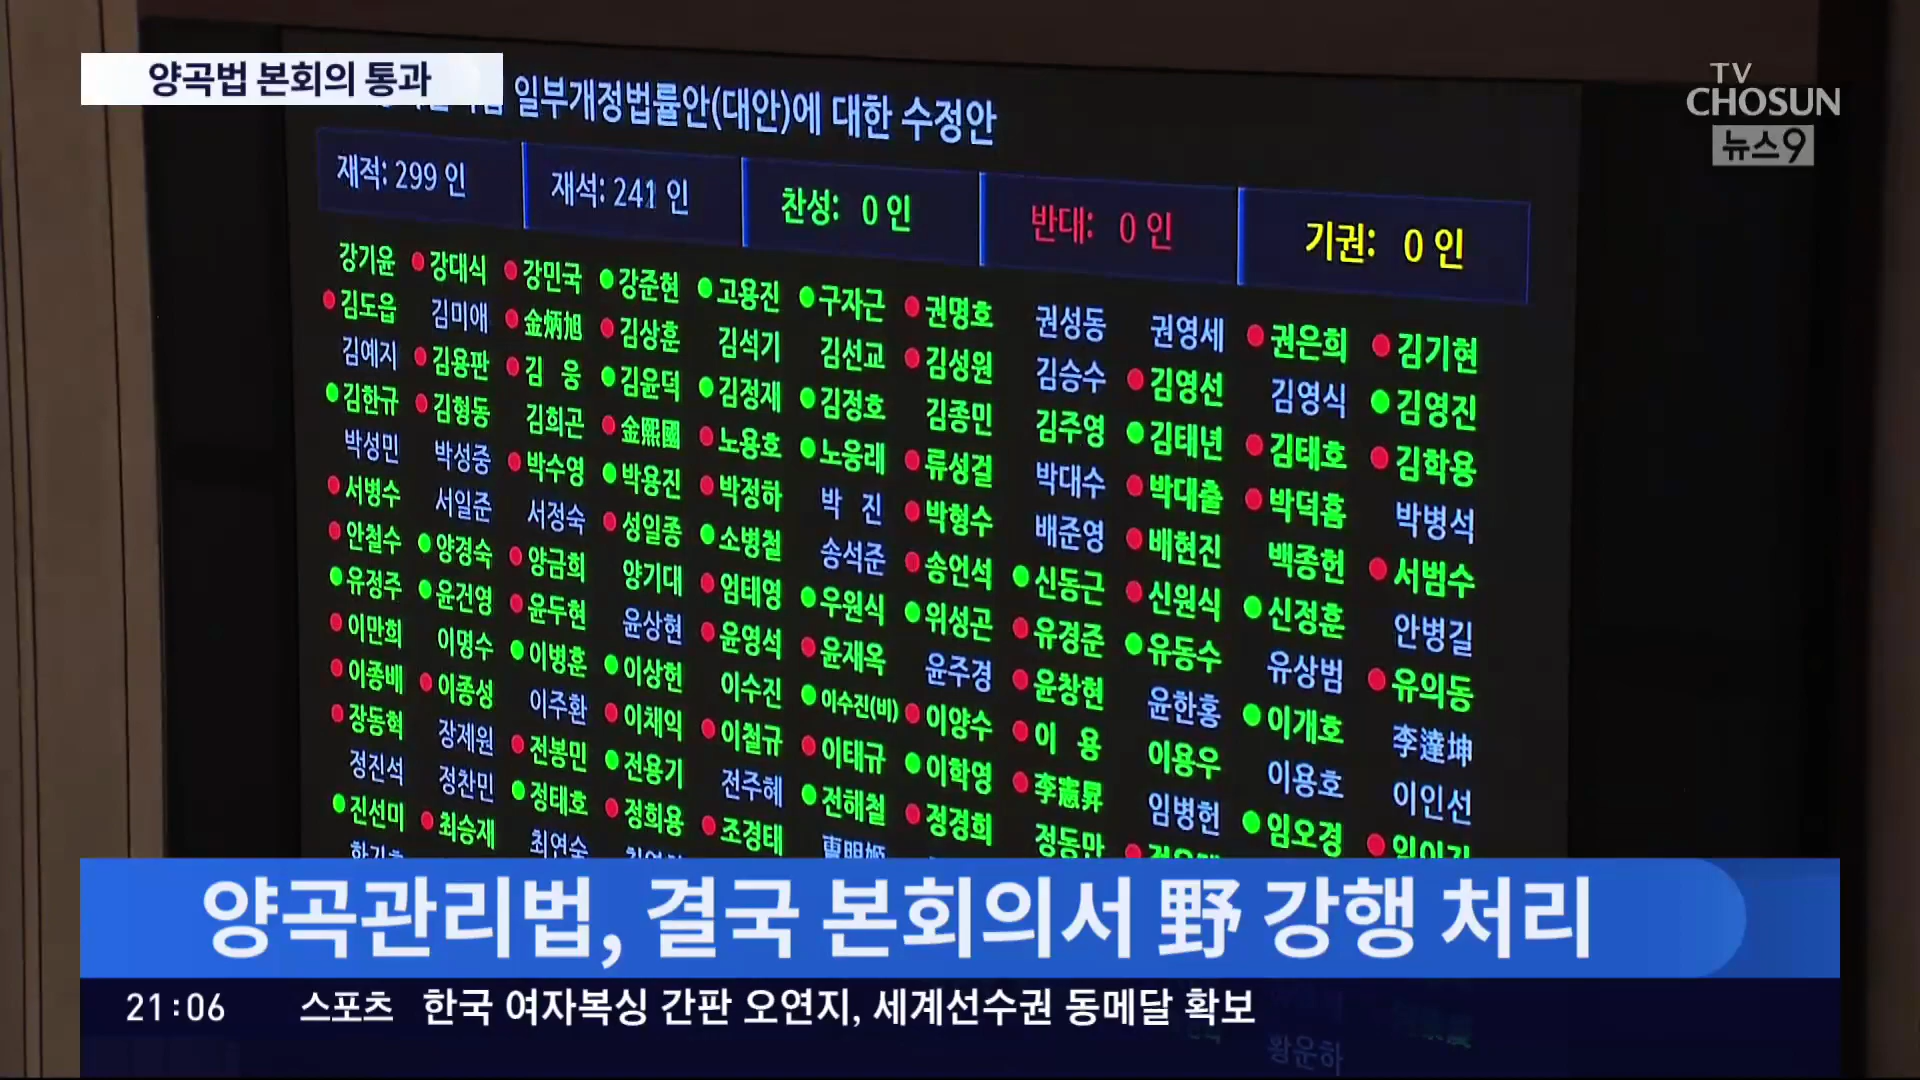 양곡법 본회의 통과
TV
CHOSUN
뉴스9
일부개정법률안(대안)에 대한 수정안
재적: 299 인 재석: 241 인 찬성: 0 인 반대: 0 인 기권: 0 인
강기윤 강대식 강민국 강준현 고용진 구자근 권명호 권성동 권영세 권은희 김기현
김도읍 김미애 金炳旭 김상훈 김석기 김선교 김성원 김승수 김영선 김영식 김영진
김예지 김용판 김 웅 김윤덕 김정재 김정호 김종민 김주영 김태년 김태호 김학용
김한규 김형동 김희곤 金熙國 노용호 노웅래 류성걸 박대수 박대출 박덕흠 박병석
박성민 박성중 박수영 박용진 박정하 박 진 박형수 배준영 배현진 백종헌 서범수
서병수 서일준 서정숙 성일종 소병철 송석준 송언석 신동근 신원식 신정훈 안병길
안철수 양경숙 양금희 양기대 엄태영 우원식 위성곤 유경준 유동수 유상범 유의동
유정주 윤건영 윤두현 윤상현 윤영석 윤재옥 윤주경 윤창현 윤한홍 이개호 李達坤
이만희 이명수 이병훈 이상헌 이수진 이수진(비) 이양수 이 용 이용우 이용호 이인선
이종배 이종성 이주환 이채익 이철규 이태규 이학영 李憲昇 임병헌 임오경
장동혁 장제원 전봉민 전용기 전주혜 전해철 정경희 정동만
정진석 정찬민 정태호 정희용 조경태
진선미 최승재 최연숙
양곡관리법, 결국 본회의서 野 강행 처리
21:06 스포츠 한국 여자복싱 간판 오연지, 세계선수권 동메달 확보
황운하